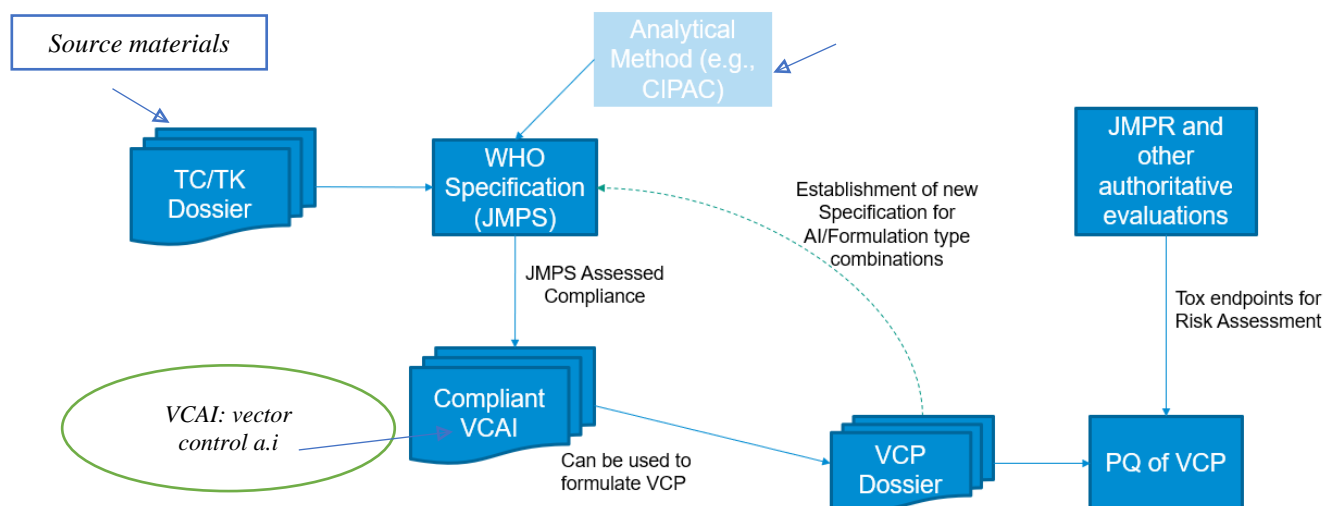 Source materials
Analytical
Method (e.g.,
CIPAC)
TC/TK
Dossier
WHO
Specification
(JMPS)
JMPR and
other
authoritative
evaluations
Establishment of new
Specification for
AI/Formulation type
combinations
JMPS Assessed
Compliance
Tox endpoints for
Risk Assessment
VCAI: vector
control a.i
Compliant
VCAI
Can be used to
formulate VCP
VCP
Dossier
PQ of VCP